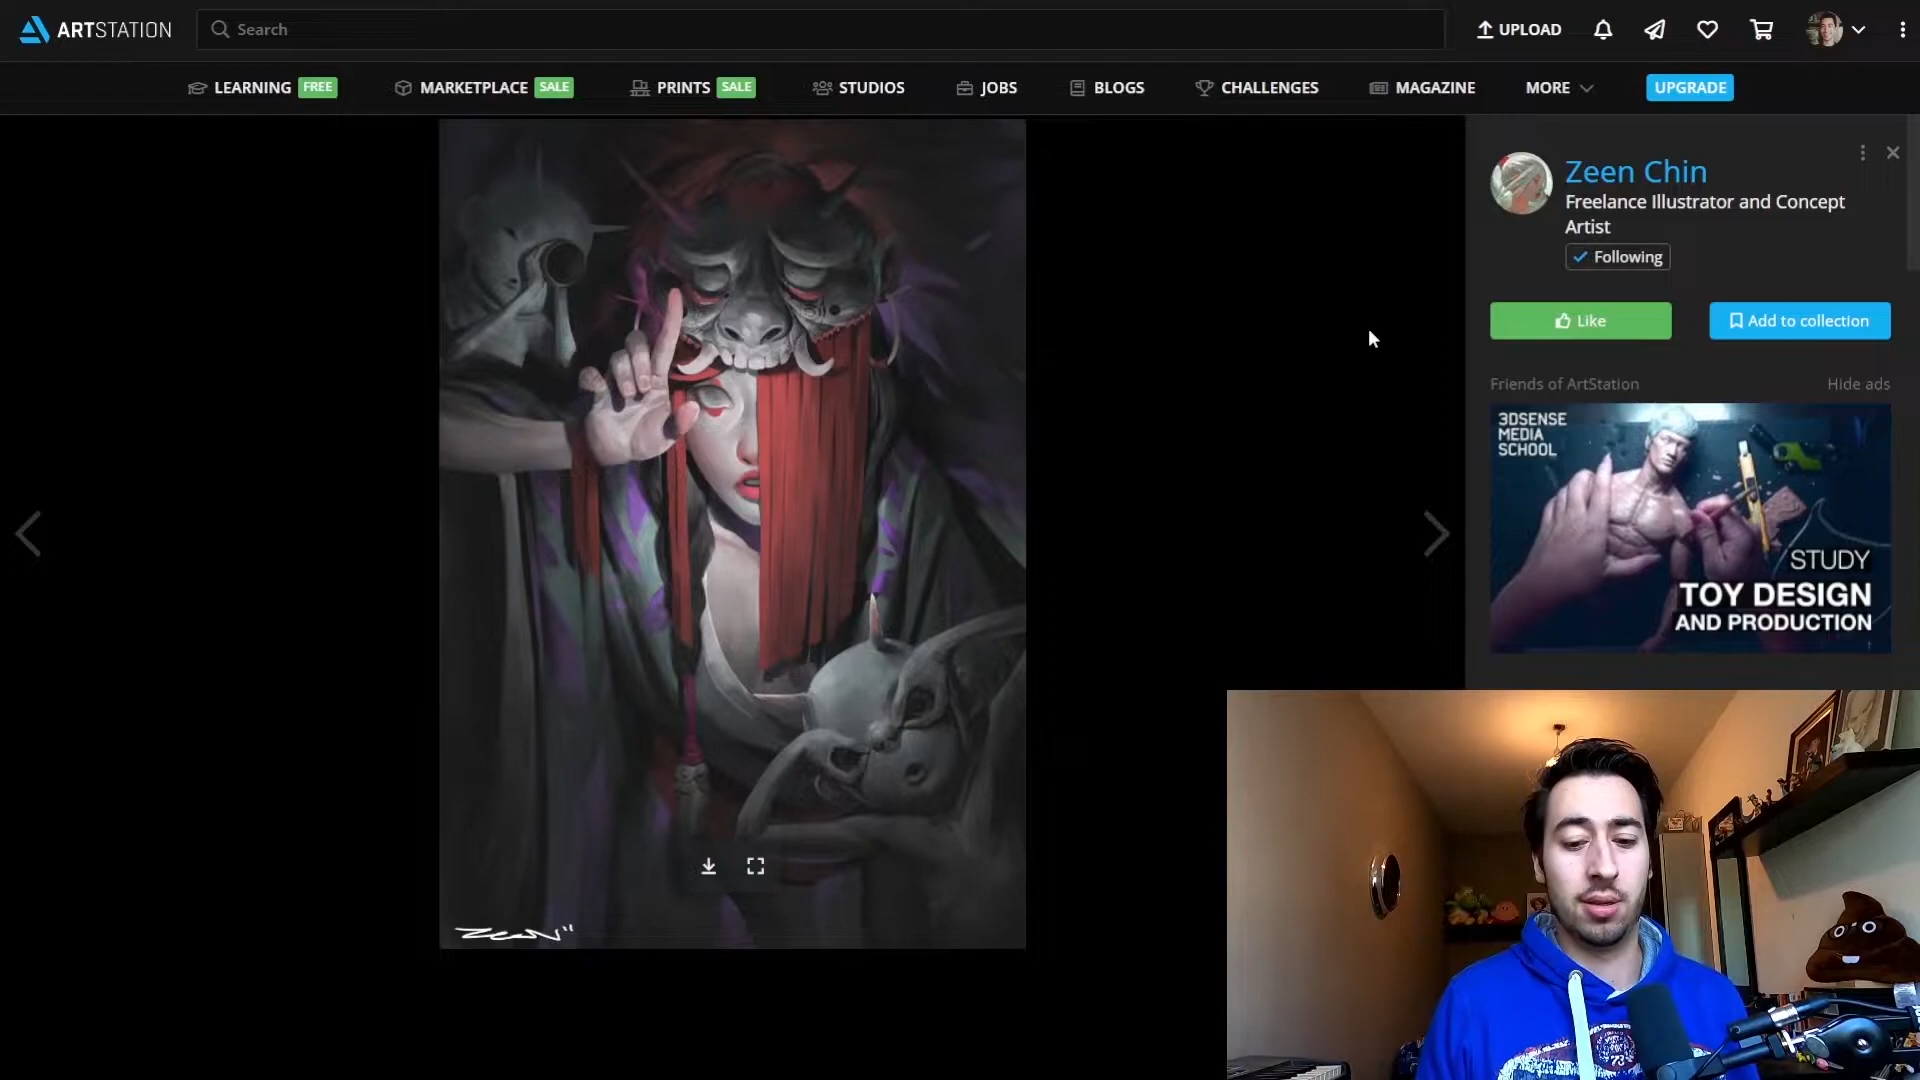 ARTSTATION
Search
UPLOAD
LEARNING FREE
MARKETPLACE SALE
PRINTS SALE
STUDIOS
JOBS
BLOGS
CHALLENGES
MAGAZINE
MORE
UPGRADE
Zeen Chin
Freelance Illustrator and Concept
Artist
Following
Like
Add to collection
Friends of ArtStation
Hide ads
3DSENSE
MEDIA
SCHOOL
STUDY
TOY DESIGN
AND PRODUCTION
ZEEN
73